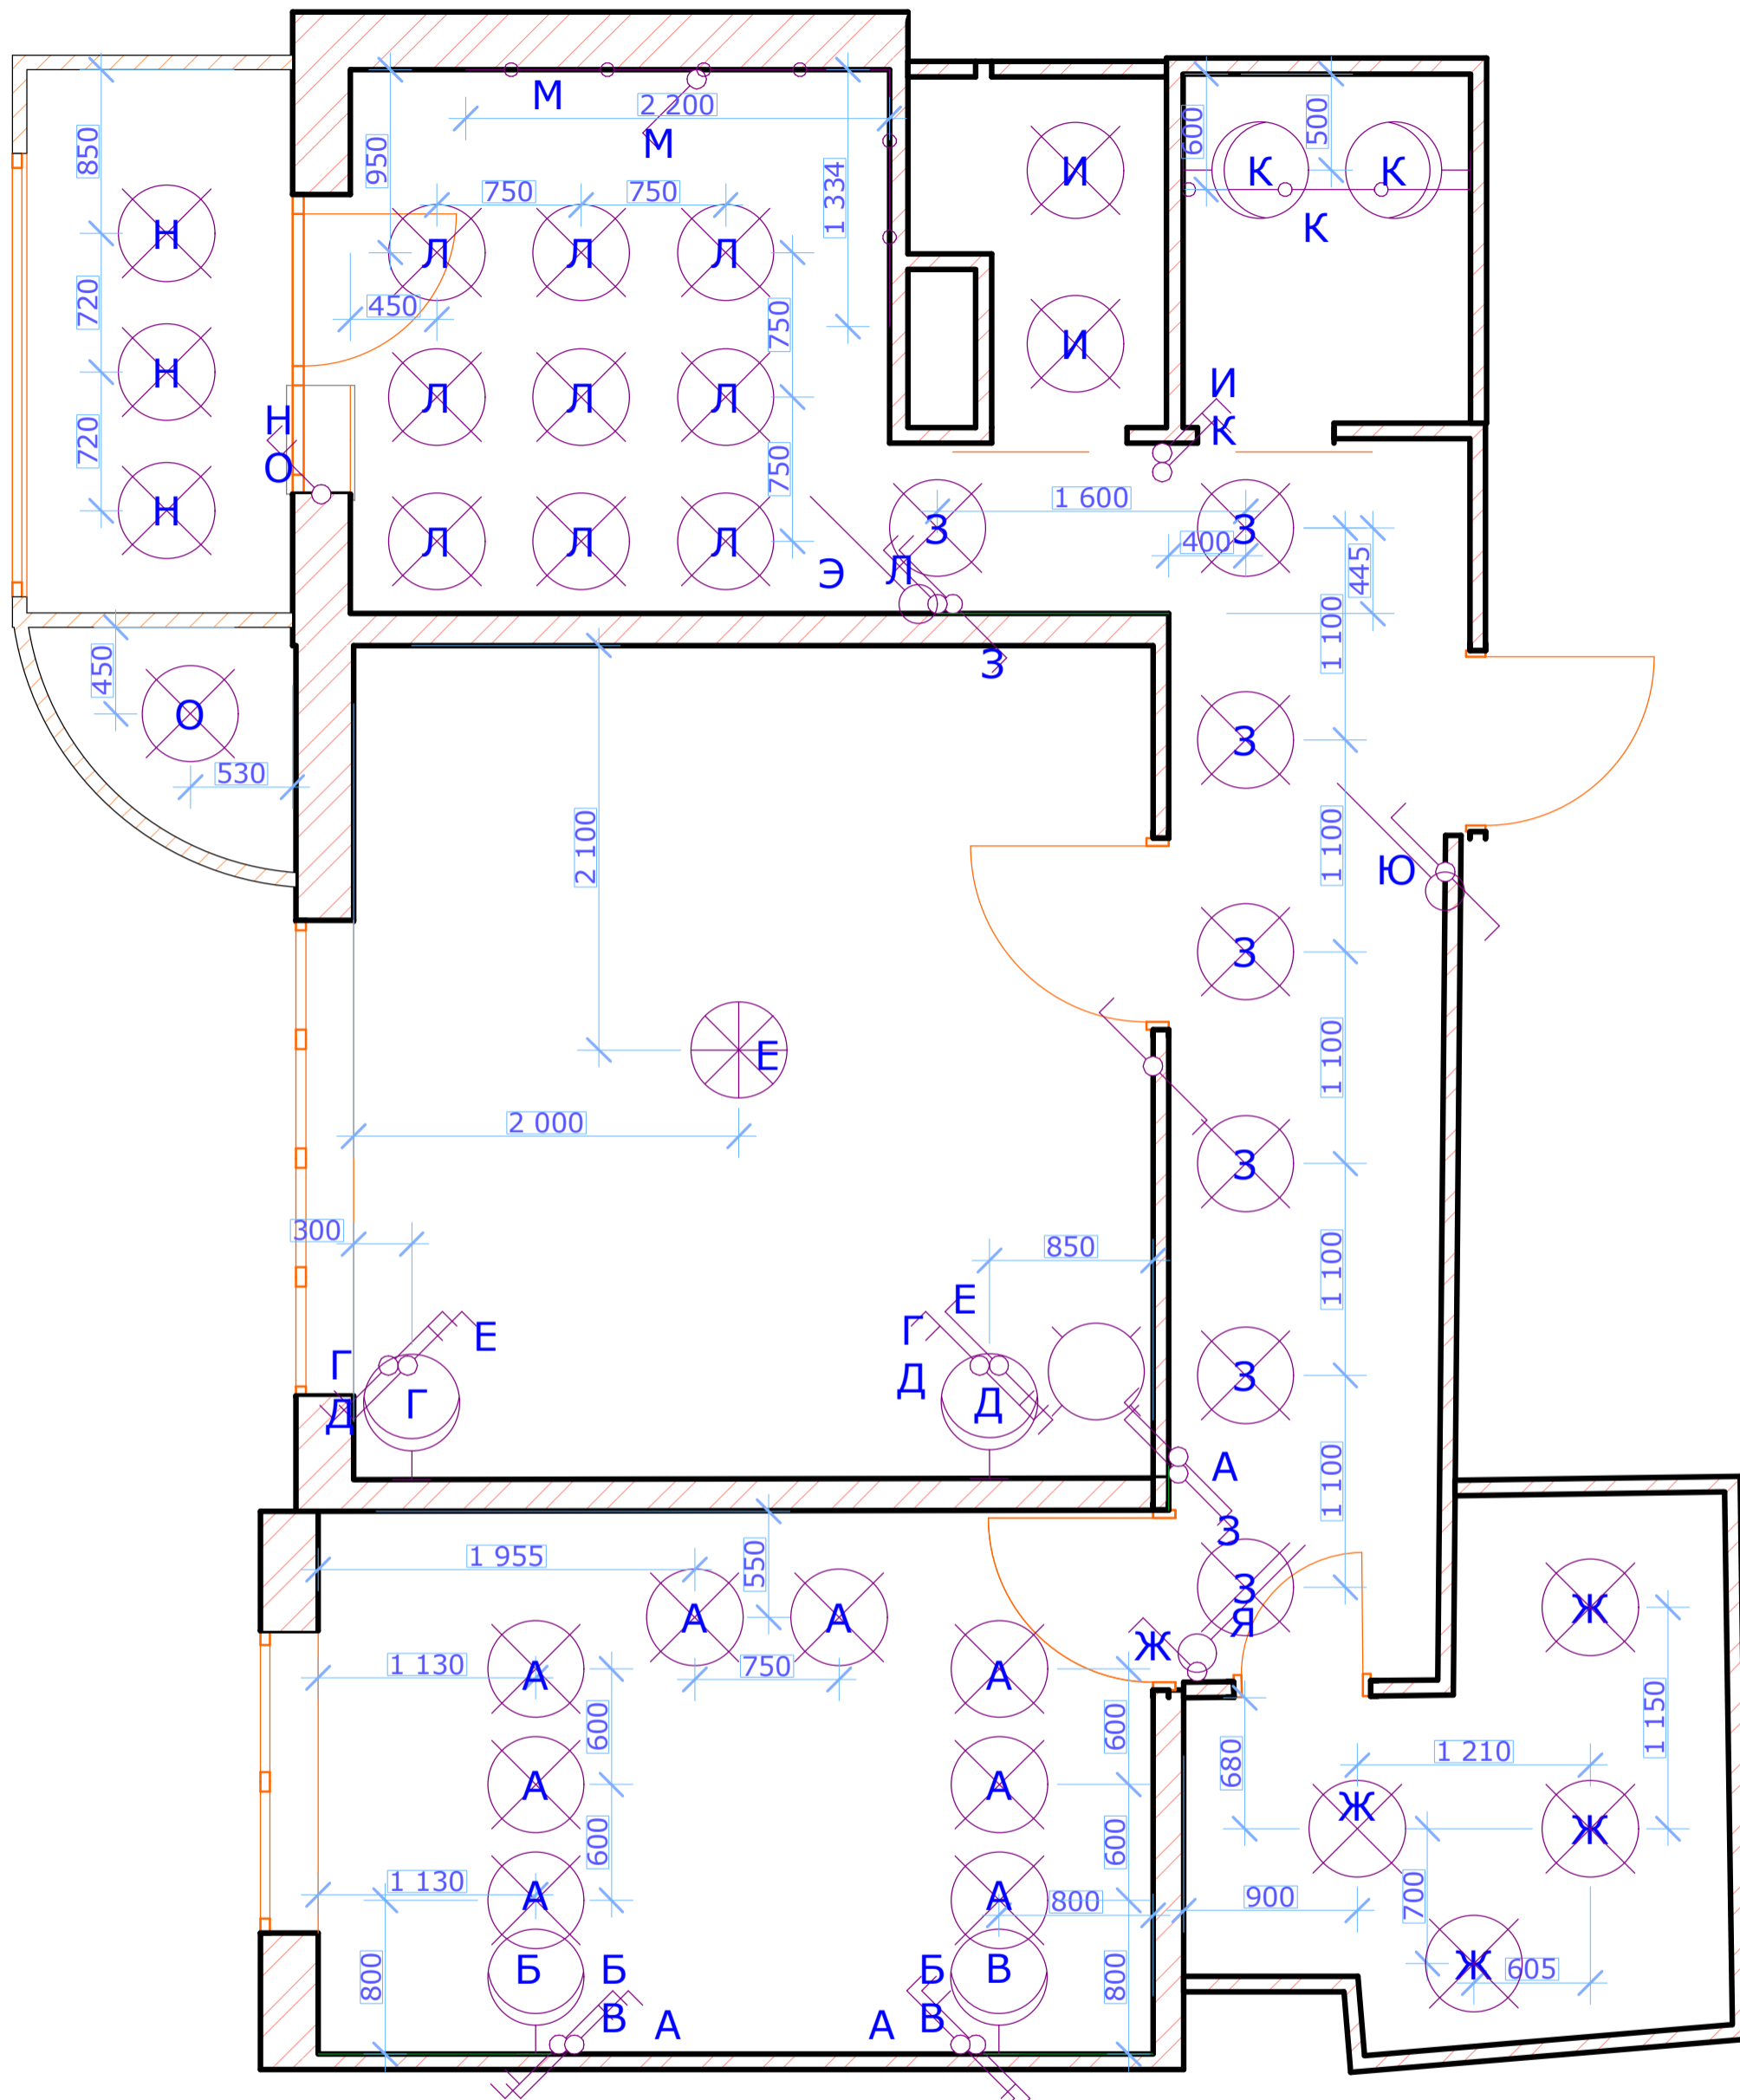 М
2 200
М
950
850
750
750
1 334
600
500
И
К
К
К
Н
Л
Л
Л
450
720
750
И
Н
И
К
Н
О
Л
Л
Л
720
750
Н
Л
Л
Л
З
1 600
З
400
445
Э
Л
1 100
З
450
О
530
З
2 100
1 100
Ю
З
Е
1 100
2 000
З
300
850
1 100
Е
Г
Д
Г
Е
Г
Д
Д
З
А
1 100
З
1 955
550
З
Я
Ж
А
А
Ж
1 130
А
750
А
600
600
1 150
680
1 210
А
А
Ж
Ж
600
600
1 130
А
А
800
900
700
800
Б
Б
В
А
А
Б
В
В
800
Ж
605